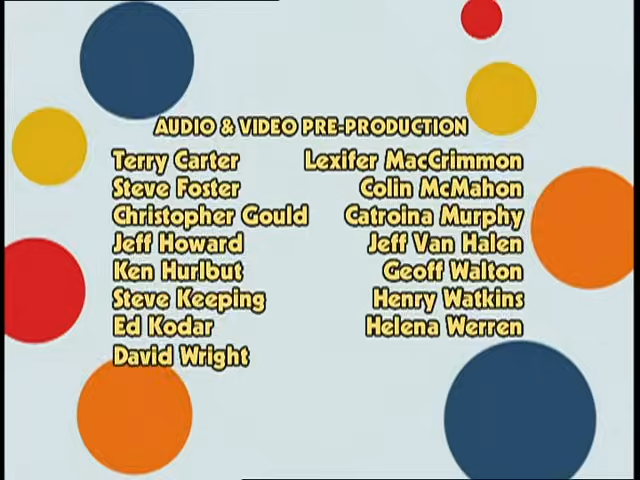 AUDIO & VIDEO PRE-PRODUCTION
Terry Carter Lexifer MacCrimmon
Steve Foster Colin McMahon
Christopher Gould Catroina Murphy
Jeff Howard Jeff Van Halen
Ken Hurlbut Geoff Walton
Steve Keeping Henry Watkins
Ed Kodar Helena Werren
David Wright